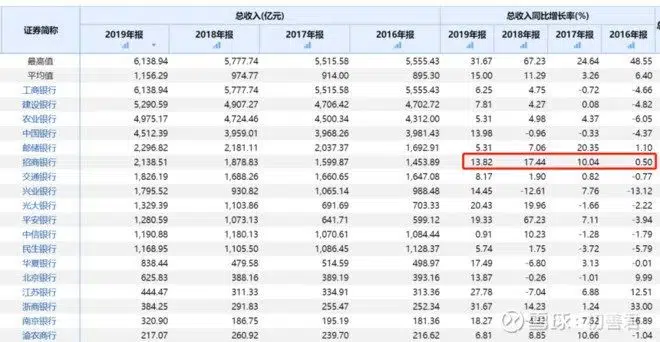 证券简称 总收入(亿元) 总收入同比增长率(%)
2019年报 2018年报 2017年报 2016年报 2019年报 2018年报 2017年报 2016年报
最高值 6,138.94 5,777.74 5,515.58 5,555.43 31.67 67.23 24.64 48.55
平均值 1,156.29 974.77 914.00 895.30 15.00 11.29 3.26 6.40
工商银行 6,138.94 5,777.74 5,515.58 5,555.43 6.25 4.75 -0.72 -4.66
建设银行 5,290.59 4,907.27 4,706.42 4,702.72 7.81 4.27 0.08 -4.82
农业银行 4,975.17 4,724.46 4,500.34 4,312.00 5.31 4.98 4.37 -6.05
中国银行 4,512.39 3,959.01 3,968.26 3,981.43 13.98 -0.96 -0.33 -4.37
邮储银行 2,296.82 2,181.11 2,037.37 1,692.91 5.31 7.06 20.35 1.10
招商银行 2,138.51 1,878.83 1,599.87 1,453.89 13.82 17.44 10.04 0.50
交通银行 1,826.19 1,688.26 1,660.65 1,647.08 8.17 1.90 0.82 -0.77
兴业银行 1,795.52 930.82 1,065.14 988.48 14.45 -12.61 7.76 -13.12
光大银行 1,329.39 1,103.86 691.69 703.33 20.43 19.96 -1.66 -2.22
平安银行 1,280.59 1,073.13 641.71 599.12 19.33 67.23 7.11 -3.94
中信银行 1,190.88 1,180.31 1,070.61 1,084.44 0.91 10.23 -1.28 -1.79
民生银行 1,168.95 1,105.50 1,086.45 1,128.37 5.74 1.75 -3.72 -5.79
华夏银行 838.44 479.58 514.59 498.97 17.49 -6.80 3.13 -0.01
北京银行 625.83 388.16 389.19 393.16 13.87 -0.26 -1.01 9.99
江苏银行 444.47 311.33 334.91 313.36 27.78 -7.04 6.88 12.51
浙商银行 384.25 291.83 255.47 252.34 31.67 14.23 1.24 33.00
南京银行 320.90 186.75 195.19 181.36 18.27
渝农商行 217.07 260.92 239.70 216.62 6.81 8.85 10.66 -1.04
雪球:初善君